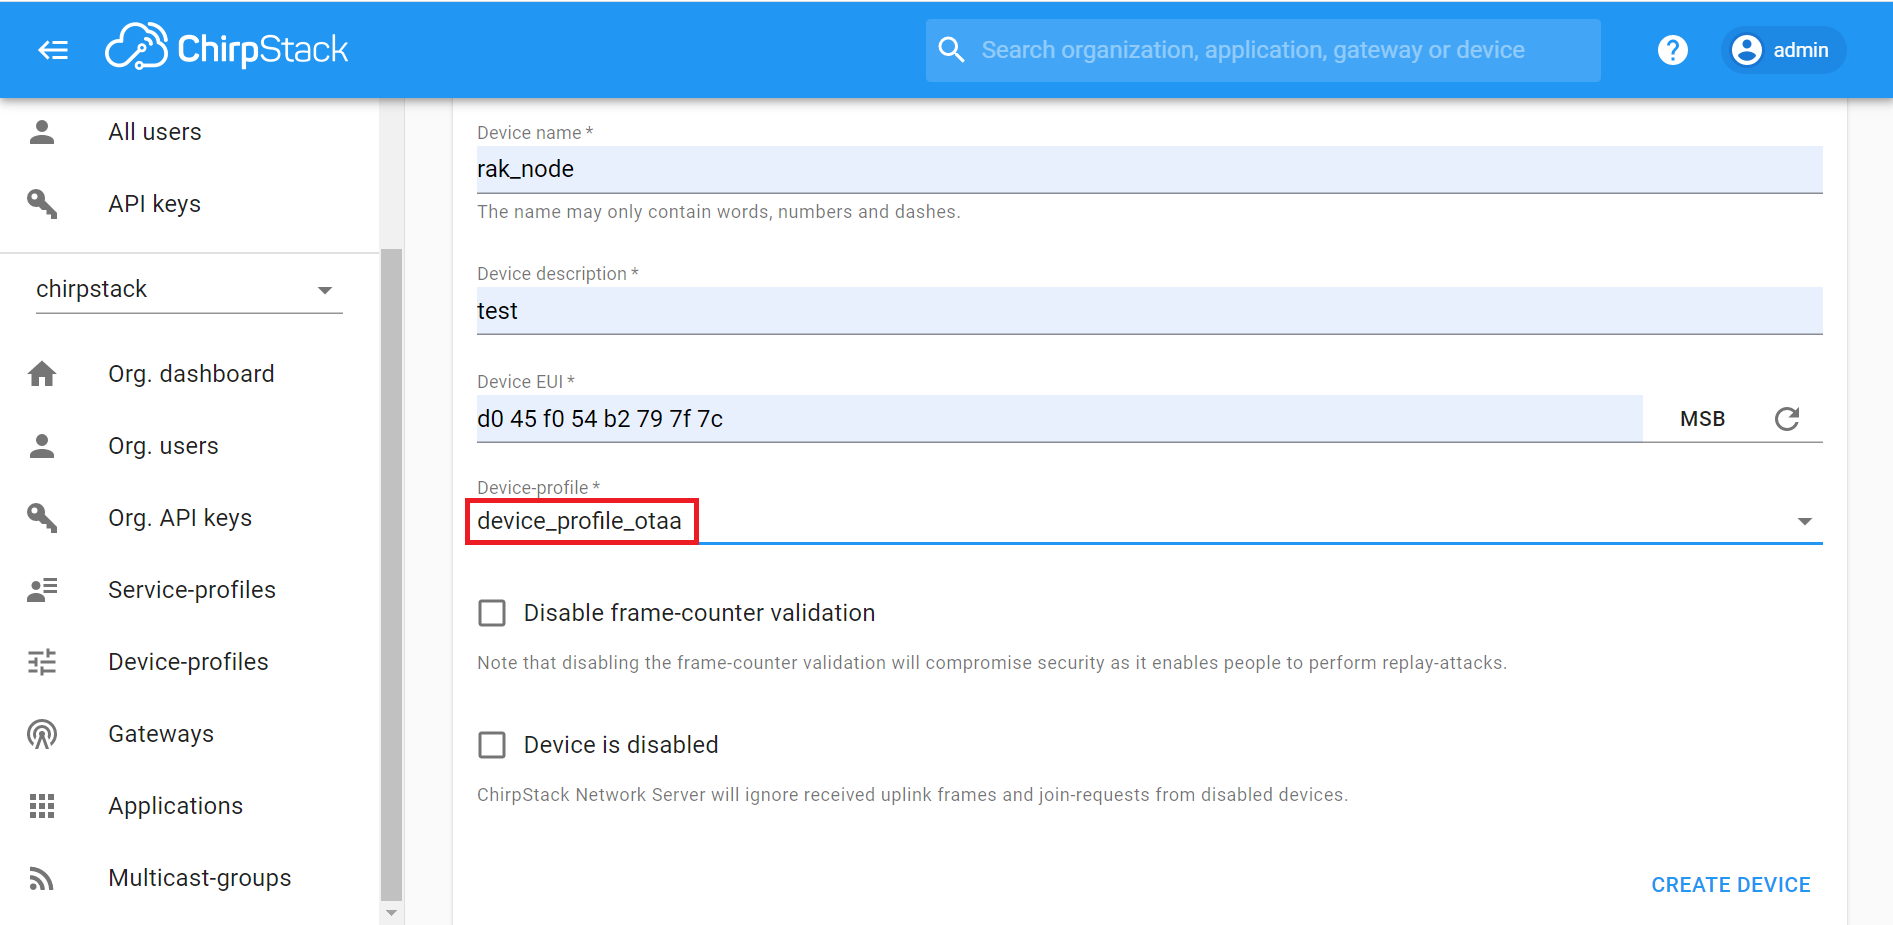 ChirpStack
Search organization, application, gateway or device
?
admin
All users
API keys
chirpstack
Org. dashboard
Org. users
Org. API keys
Service-profiles
Device-profiles
Gateways
Applications
Multicast-groups
Device name *
rak_node
The name may only contain words, numbers and dashes.
Device description *
test
Device EUI *
d0 45 f0 54 b2 79 7f 7c
MSB
Device-profile *
device_profile_otaa
Disable frame-counter validation
Note that disabling the frame-counter validation will compromise security as it enables people to perform replay-attacks.
Device is disabled
ChirpStack Network Server will ignore received uplink frames and join-requests from disabled devices.
CREATE DEVICE